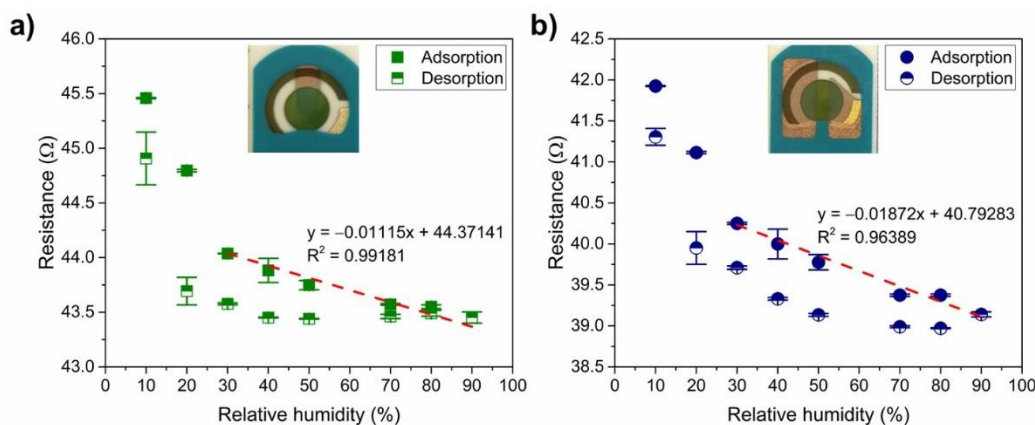 a)
46.0
45.5
45.0
44.5
44.0
43.5
43.0
Resistance (Ω)
Adsorption
Desorption
y = −0.01115x + 44.37141
R² = 0.99181
0 10 20 30 40 50 60 70 80 90 100
Relative humidity (%)
b)
42.5
42.0
41.5
41.0
40.5
40.0
39.5
39.0
38.5
Resistance (Ω)
Adsorption
Desorption
y = −0.01872x + 40.79283
R² = 0.96389
0 10 20 30 40 50 60 70 80 90 100
Relative humidity (%)